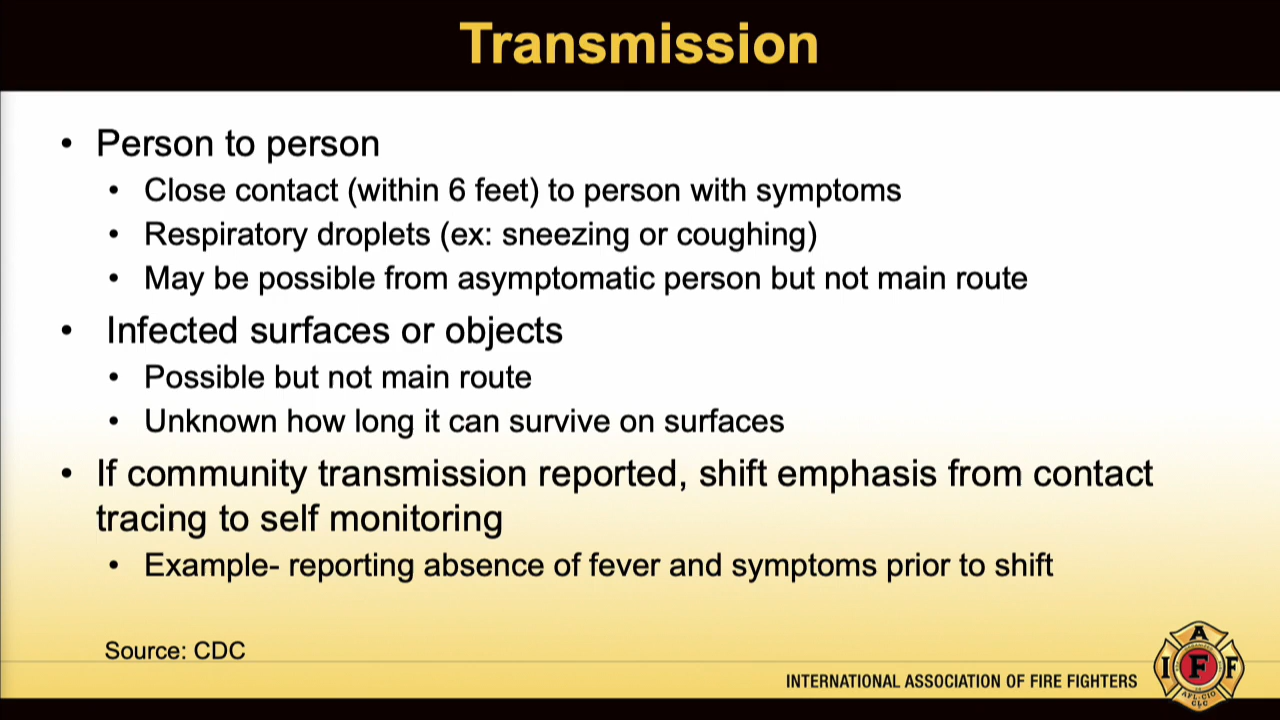 Transmission
• Person to person
• Close contact (within 6 feet) to person with symptoms
• Respiratory droplets (ex: sneezing or coughing)
• May be possible from asymptomatic person but not main route
• Infected surfaces or objects
• Possible but not main route
• Unknown how long it can survive on surfaces
• If community transmission reported, shift emphasis from contact
tracing to self monitoring
• Example- reporting absence of fever and symptoms prior to shift
Source: CDC
INTERNATIONAL ASSOCIATION OF FIRE FIGHTERS
A
I F F
AFL-CIO
CLC